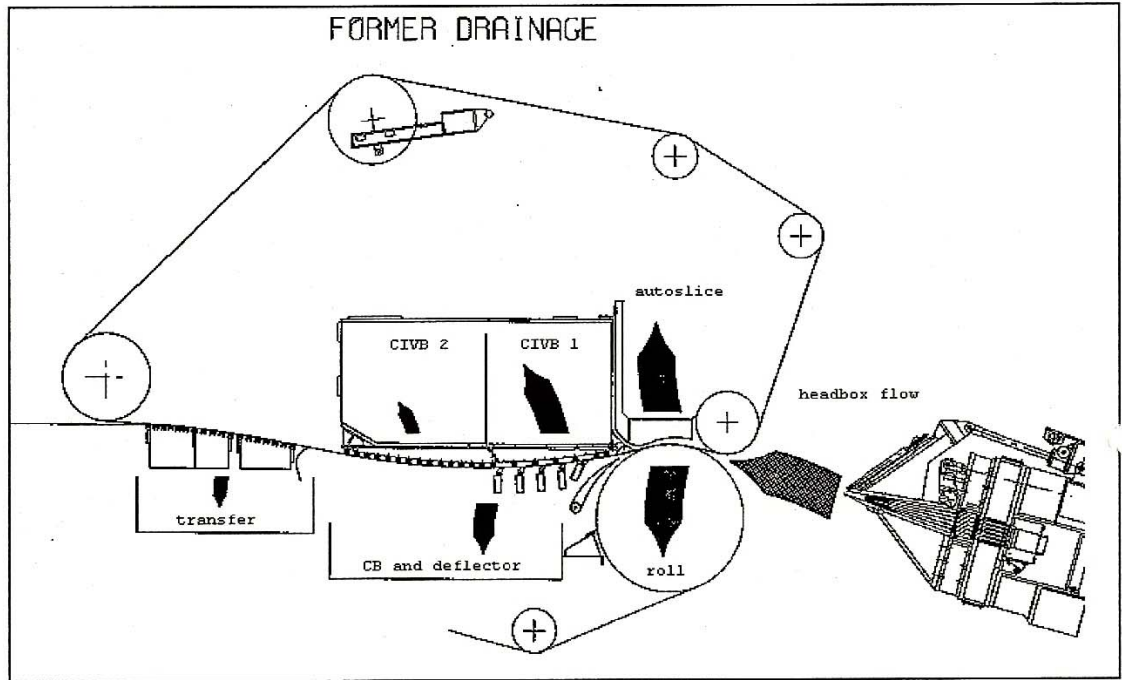 FORMER DRAINAGE
autoslice
CIVB 2
CIVB 1
headbox flow
transfer
CB and deflector
roll